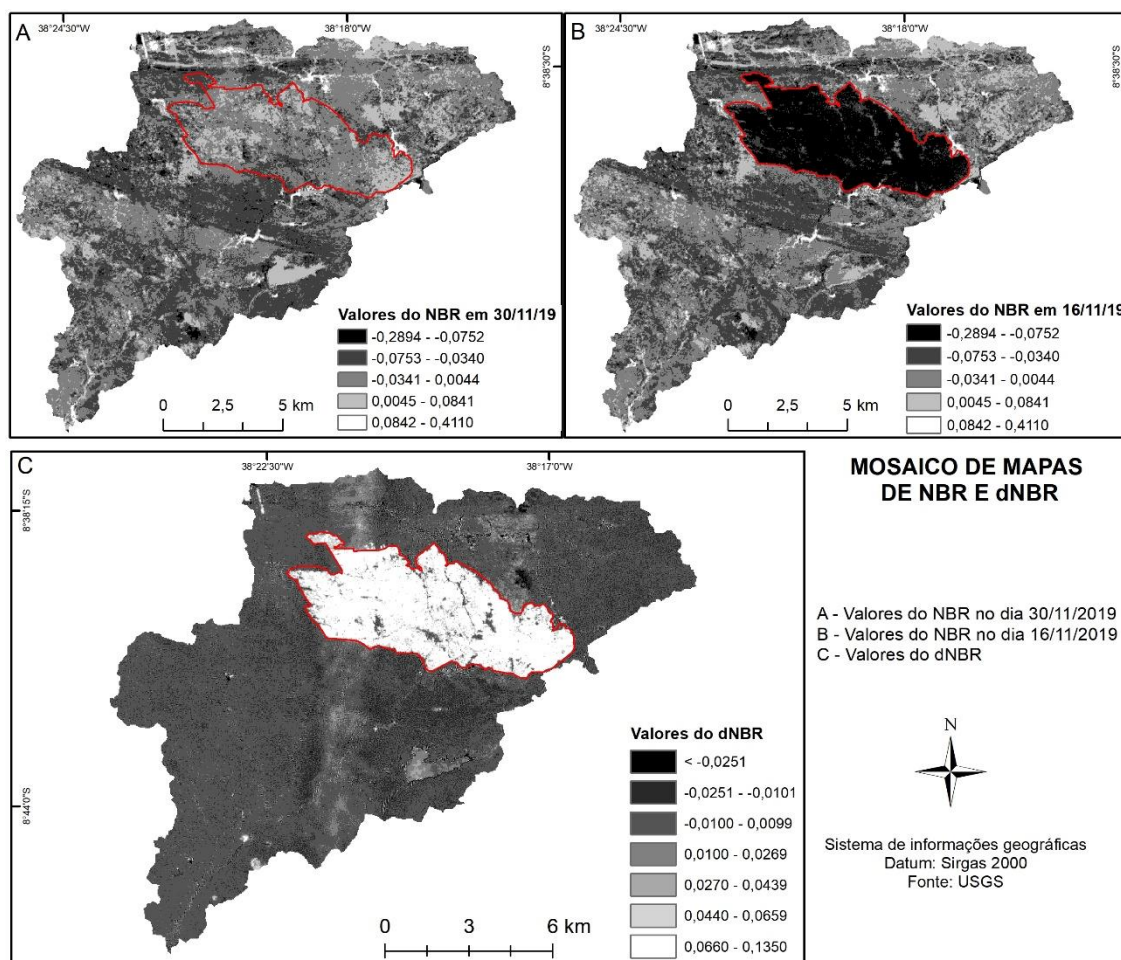 A
38°24'30"W
38°18'0"W
Valores do NBR em 30/11/19
-0,2894 - -0,0752
-0,0753 - -0,0340
-0,0341 - 0,0044
0,0045 - 0,0841
0,0842 - 0,4110
0 2,5 5 km
B
38°18'0"W
8°38'30"S
Valores do NBR em 16/11/19
-0,2894 - -0,0752
-0,0753 - -0,0340
-0,0341 - 0,0044
0,0045 - 0,0841
0,0842 - 0,4110
0 2,5 5 km
8°38'30"S
C
38°22'30"W
38°17'0"W
8°38'15"S
8°44'0"S
Valores do dNBR
< -0,0251
-0,0251 - -0,0101
-0,0100 - 0,0099
0,0100 - 0,0269
0,0270 - 0,0439
0,0440 - 0,0659
0,0660 - 0,1350
0 3 6 km
MOSAICO DE MAPAS
DE NBR E dNBR
A - Valores do NBR no dia 30/11/2019
B - Valores do NBR no dia 16/11/2019
C - Valores do dNBR
N
Sistema de informações geográficas
Datum: Sirgas 2000
Fonte: USGS